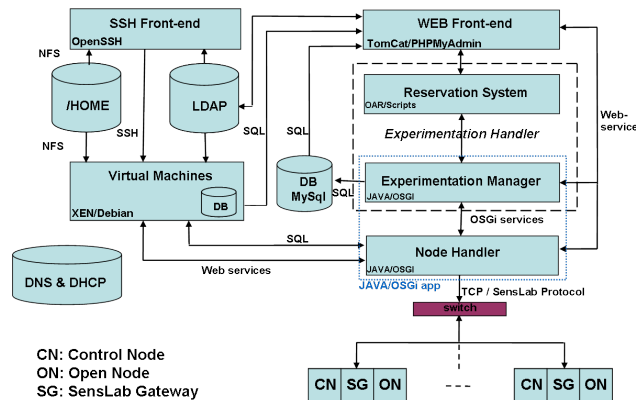 SSH Front-end
OpenSSH
WEB Front-end
TomCat/PHPMyAdmin
NFS
/HOME
LDAP
Reservation System
OAR/Scripts
SSH
SQL
SQL
Experimentation Handler
Web-
service
NFS
Virtual Machines
DB
XEN/Debian
DB
MySql
SQL
Experimentation Manager
JAVA/OSGI
OSGi services
SQL
Node Handler
JAVA/OSGI
Web services
DNS & DHCP
JAVA/OSGi app
TCP / SensLab Protocol
switch
CN: Control Node
ON: Open Node
SG: SensLab Gateway
CN SG ON
CN SG ON